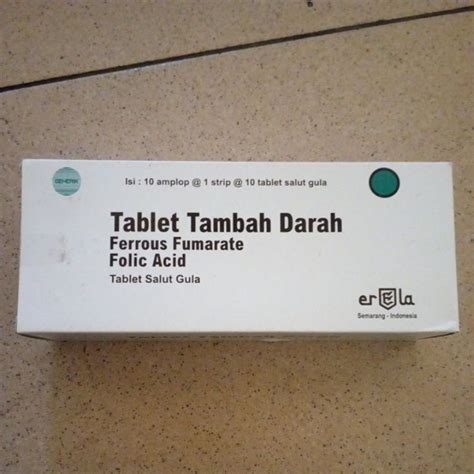 GENERIK
Isi : 10 amplop @ 1 strip @ 10 tablet salut gula
Tablet Tambah Darah
Ferrous Fumarate
Folic Acid
Tablet Salut Gula
erela
Semarang - Indonesia